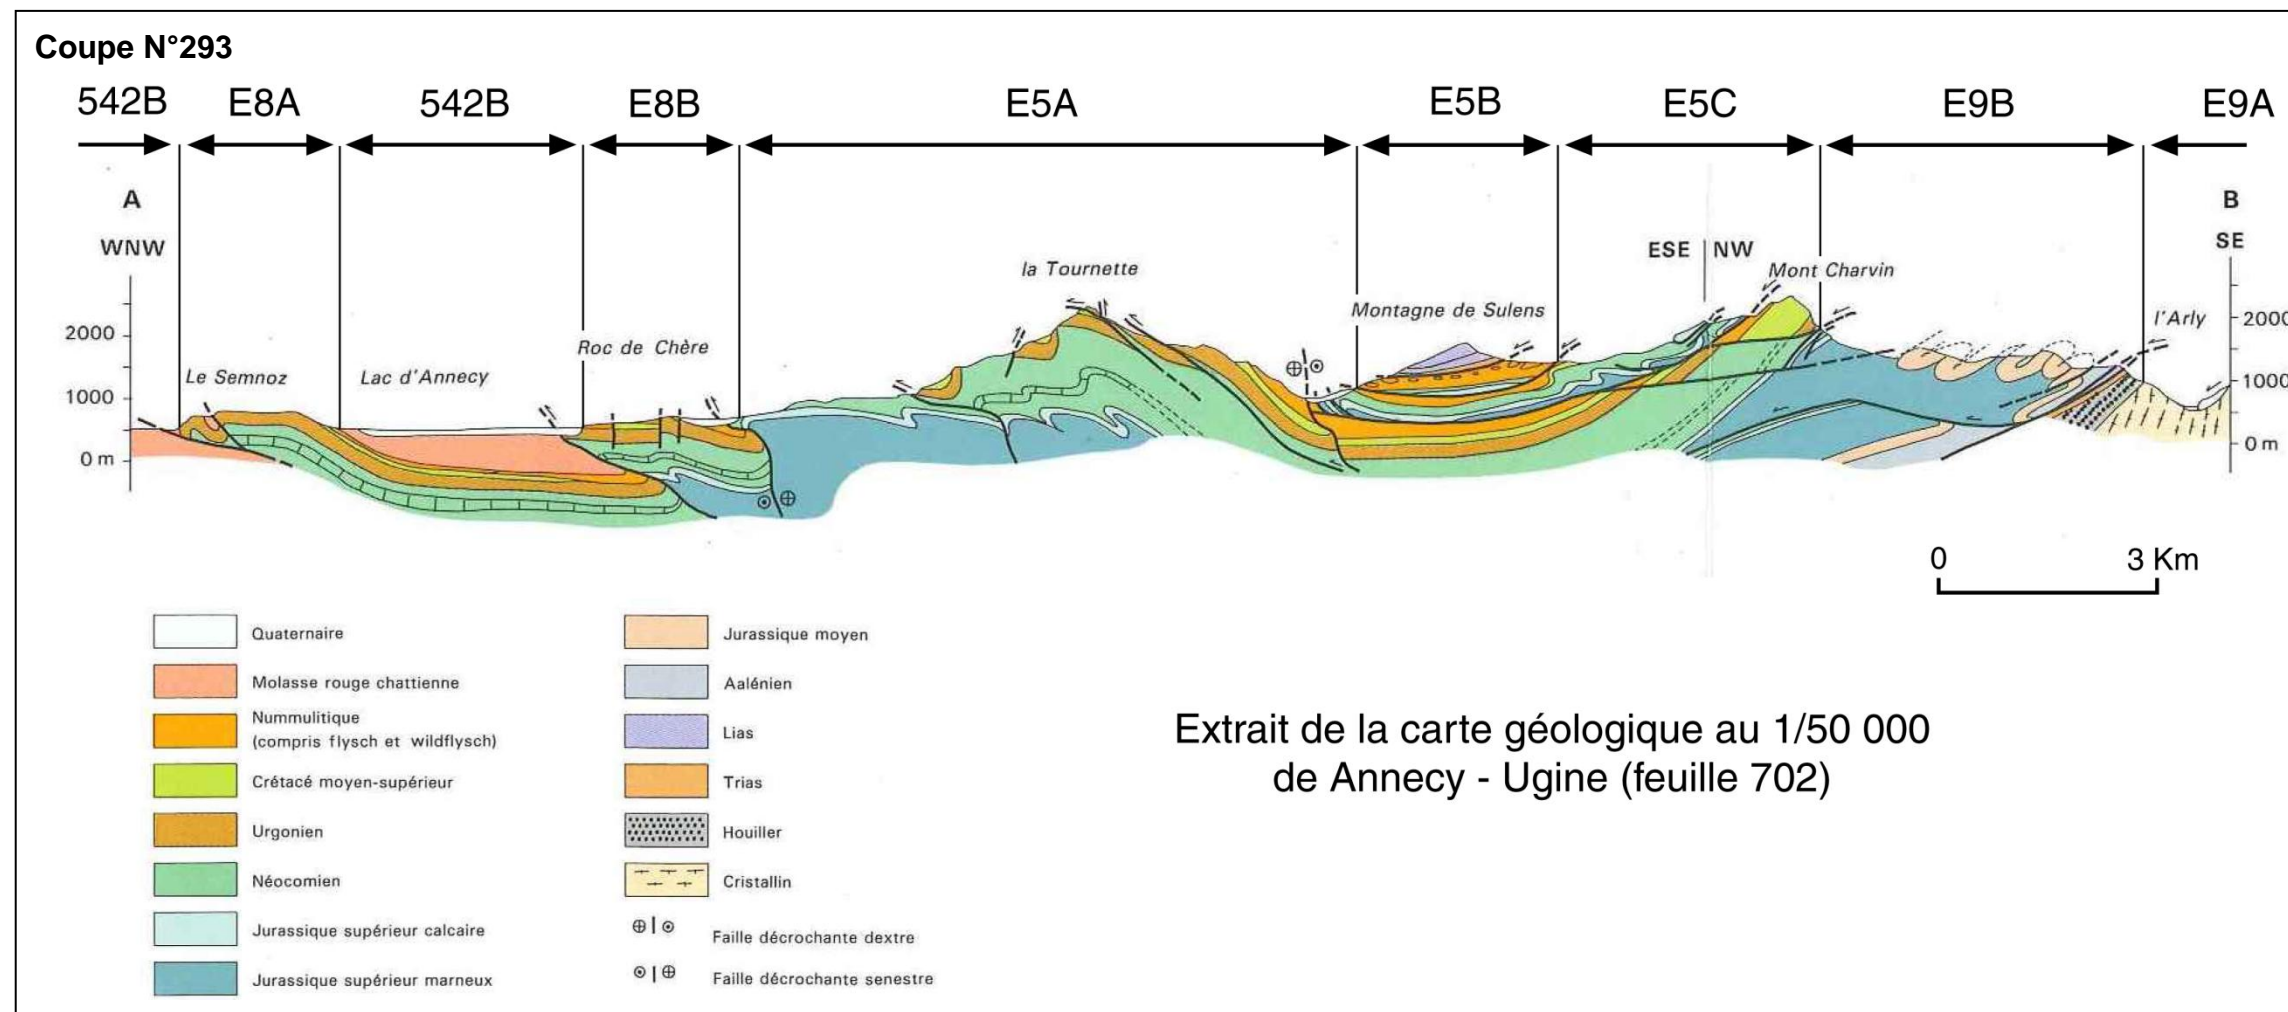 Coupe N°293
542B E8A 542B E8B E5A E5B E5C E9B E9A
A
B
WNW
SE
ESE NW
la Tournette
Mont Charvin
Montagne de Sulens
l'Arly
Roc de Chère
Le Semnoz
Lac d'Annecy
2000
1000
0 m
2000
1000
0 m
0 3 Km
Quaternaire
Molasse rouge chattienne
Nummulitique
(compris flysch et wildflysch)
Crétacé moyen-supérieur
Urgonien
Néocomien
Jurassique supérieur calcaire
Jurassique supérieur marneux
Jurassique moyen
Aalénien
Lias
Trias
Houiller
Cristallin
Faille décrochante dextre
Faille décrochante senestre
Extrait de la carte géologique au 1/50 000
de Annecy - Ugine (feuille 702)